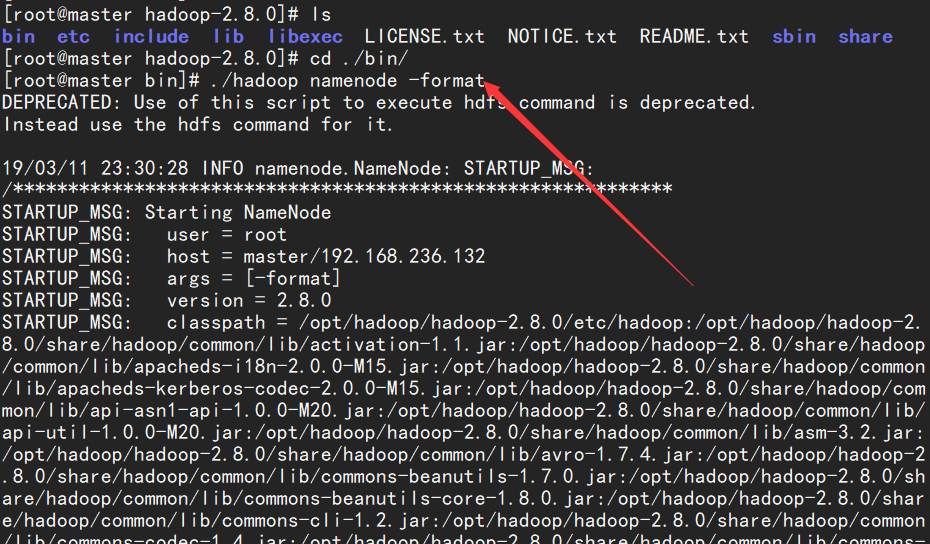 [root@master hadoop-2.8.0]# ls
bin  etc  include  lib  libexec  LICENSE.txt  NOTICE.txt  README.txt  sbin  share
[root@master hadoop-2.8.0]# cd ./bin/
[root@master bin]# ./hadoop namenode -format
DEPRECATED: Use of this script to execute hdfs command is deprecated.
Instead use the hdfs command for it.
19/03/11 23:30:28 INFO namenode.NameNode: STARTUP_MSG:
/************************************************************
STARTUP_MSG: Starting NameNode
STARTUP_MSG:   user = root
STARTUP_MSG:   host = master/192.168.236.132
STARTUP_MSG:   args = [-format]
STARTUP_MSG:   version = 2.8.0
STARTUP_MSG:   classpath = /opt/hadoop/hadoop-2.8.0/etc/hadoop:/opt/hadoop/hadoop-2.
8.0/share/hadoop/common/lib/activation-1.1.jar:/opt/hadoop/hadoop-2.8.0/share/hadoop
/common/lib/apacheds-i18n-2.0.0-M15.jar:/opt/hadoop/hadoop-2.8.0/share/hadoop/common
/lib/apacheds-kerberos-codec-2.0.0-M15.jar:/opt/hadoop/hadoop-2.8.0/share/hadoop/com
mon/lib/api-asn1-api-1.0.0-M20.jar:/opt/hadoop/hadoop-2.8.0/share/hadoop/common/lib/
api-util-1.0.0-M20.jar:/opt/hadoop/hadoop-2.8.0/share/hadoop/common/lib/asm-3.2.jar:
/opt/hadoop/hadoop-2.8.0/share/hadoop/common/lib/avro-1.7.4.jar:/opt/hadoop/hadoop-2
.8.0/share/hadoop/common/lib/commons-beanutils-1.7.0.jar:/opt/hadoop/hadoop-2.8.0/sh
are/hadoop/common/lib/commons-beanutils-core-1.8.0.jar:/opt/hadoop/hadoop-2.8.0/shar
e/hadoop/common/lib/commons-cli-1.2.jar:/opt/hadoop/hadoop-2.8.0/share/hadoop/common
/lib/commons-codec-1.4.jar:/opt/hadoop/hadoop-2.8.0/share/hadoop/common/lib/commons-